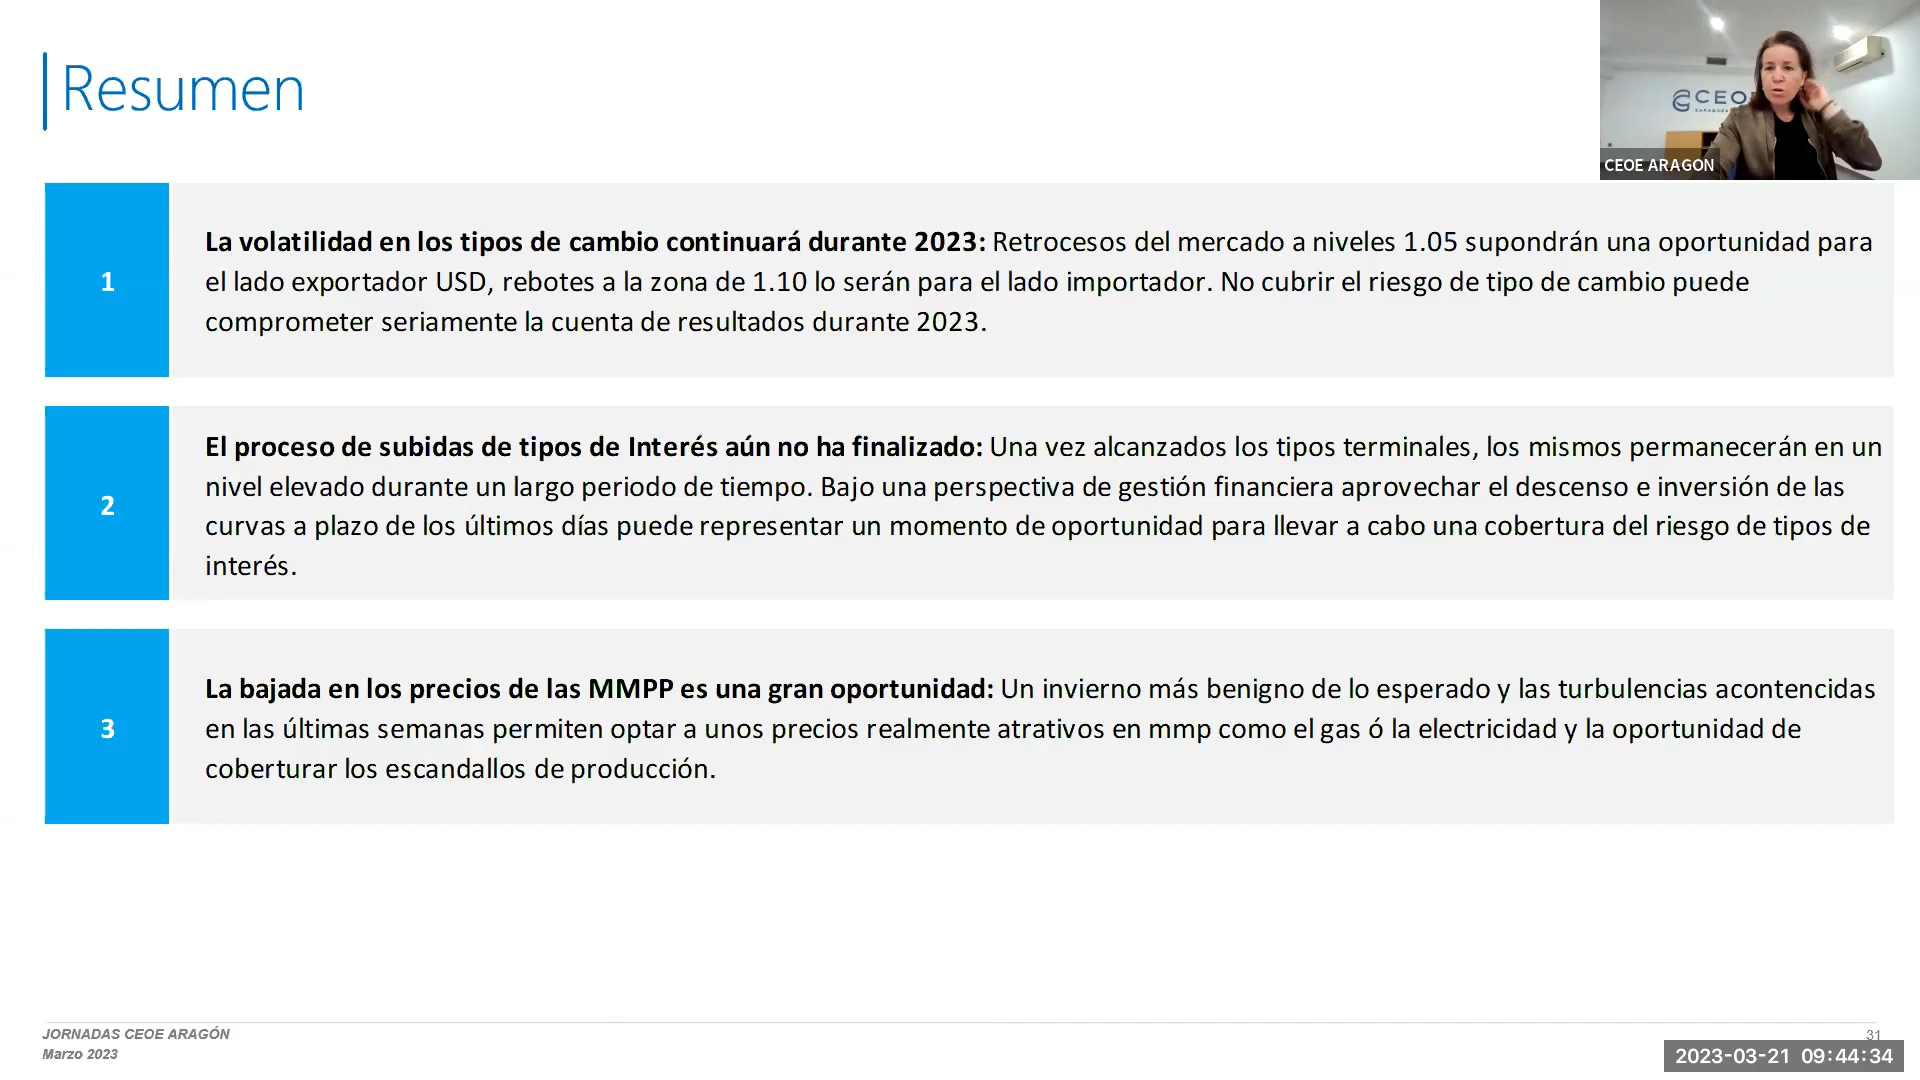 Resumen
CEO
CEOE ARAGON
1
La volatilidad en los tipos de cambio continuará durante 2023: Retrocesos del mercado a niveles 1.05 supondrán una oportunidad para
el lado exportador USD, rebotes a la zona de 1.10 lo serán para el lado importador. No cubrir el riesgo de tipo de cambio puede
comprometer seriamente la cuenta de resultados durante 2023.
2
El proceso de subidas de tipos de Interés aún no ha finalizado: Una vez alcanzados los tipos terminales, los mismos permanecerán en un
nivel elevado durante un largo periodo de tiempo. Bajo una perspectiva de gestión financiera aprovechar el descenso e inversión de las
curvas a plazo de los últimos días puede representar un momento de oportunidad para llevar a cabo una cobertura del riesgo de tipos de
interés.
3
La bajada en los precios de las MMPP es una gran oportunidad: Un invierno más benigno de lo esperado y las turbulencias acontencidas
en las últimas semanas permiten optar a unos precios realmente atrativos en mmp como el gas ó la electricidad y la oportunidad de
coberturar los escandallos de producción.
JORNADAS CEOE ARAGÓN
Marzo 2023
31
2023-03-21 09:44:34